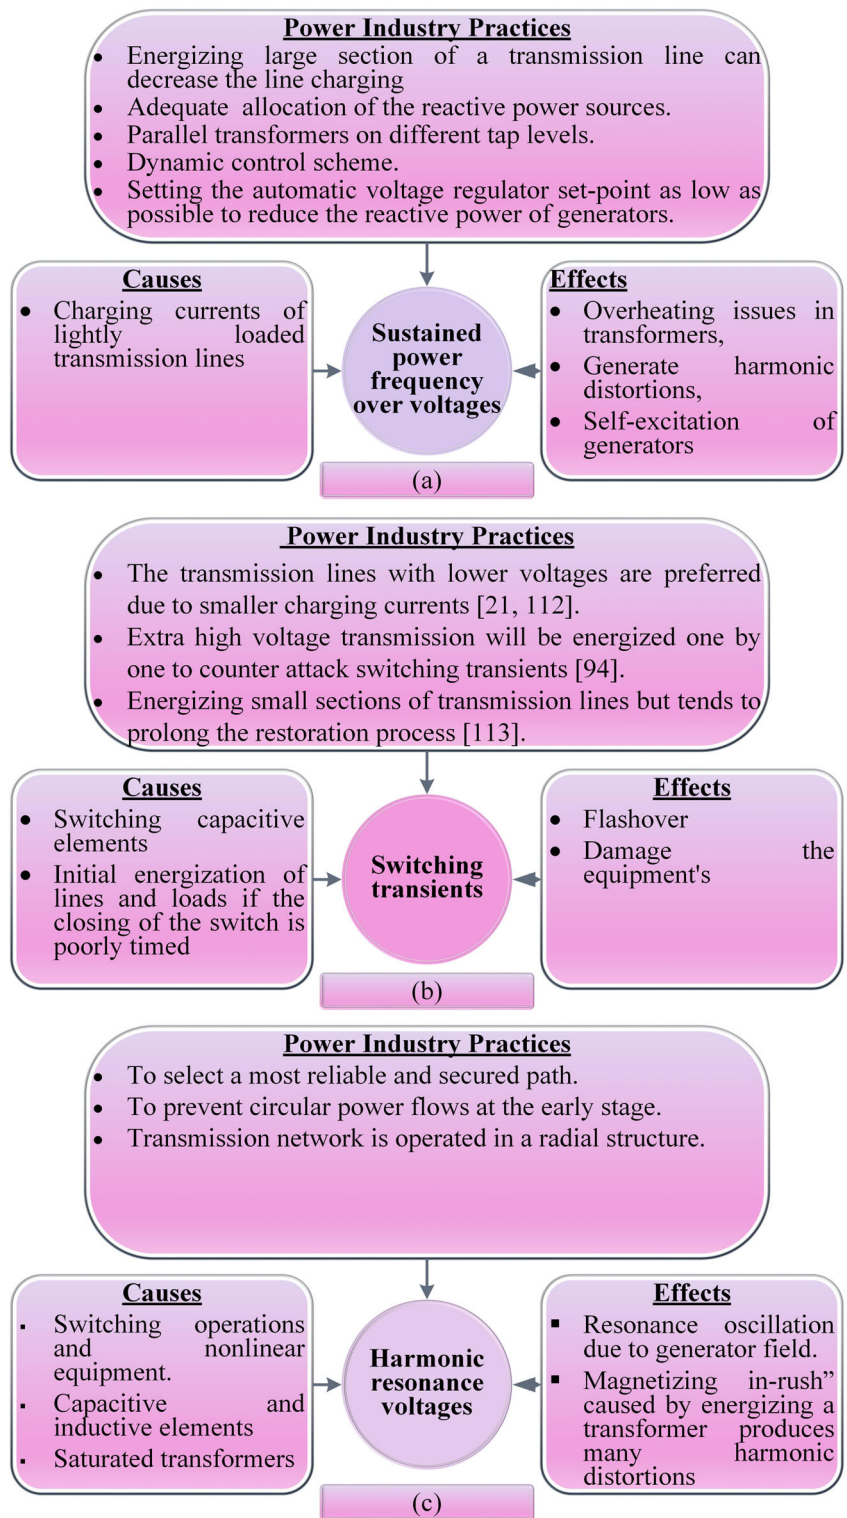 Power Industry Practices
• Energizing large section of a transmission line can
decrease the line charging
• Adequate allocation of the reactive power sources.
• Parallel transformers on different tap levels.
• Dynamic control scheme.
• Setting the automatic voltage regulator set-point as low as
possible to reduce the reactive power of generators.
Causes
• Charging currents of
lightly loaded
transmission lines
Sustained
power
frequency
over voltages
Effects
• Overheating issues in
transformers,
• Generate harmonic
distortions,
• Self-excitation of
generators
(a)
Power Industry Practices
• The transmission lines with lower voltages are preferred
due to smaller charging currents [21, 112].
• Extra high voltage transmission will be energized one by
one to counter attack switching transients [94].
• Energizing small sections of transmission lines but tends to
prolong the restoration process [113].
Causes
• Switching capacitive
elements
• Initial energization of
lines and loads if the
closing of the switch is
poorly timed
Switching
transients
Effects
• Flashover
• Damage the
equipment's
(b)
Power Industry Practices
• To select a most reliable and secured path.
• To prevent circular power flows at the early stage.
• Transmission network is operated in a radial structure.
Causes
▪ Switching operations
and nonlinear
equipment.
▪ Capacitive and
inductive elements
▪ Saturated transformers
Harmonic
resonance
voltages
Effects
▪ Resonance oscillation
due to generator field.
▪ Magnetizing in-rush”
caused by energizing a
transformer produces
many harmonic
distortions
(c)